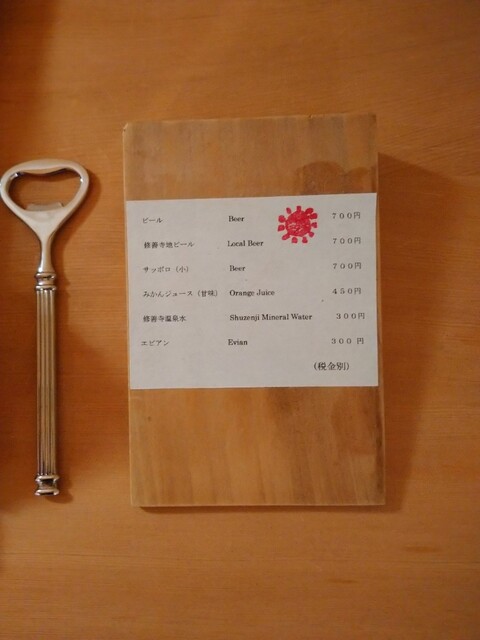 ビール Beer 700円
修善寺地ビール Local Beer 700円
サッポロ（小） Beer 700円
みかんジュース（甘味） Orange Juice 450円
修善寺温泉水 Shuzenji Mineral Water 300円
エビアン Evian 300円
(税金別)